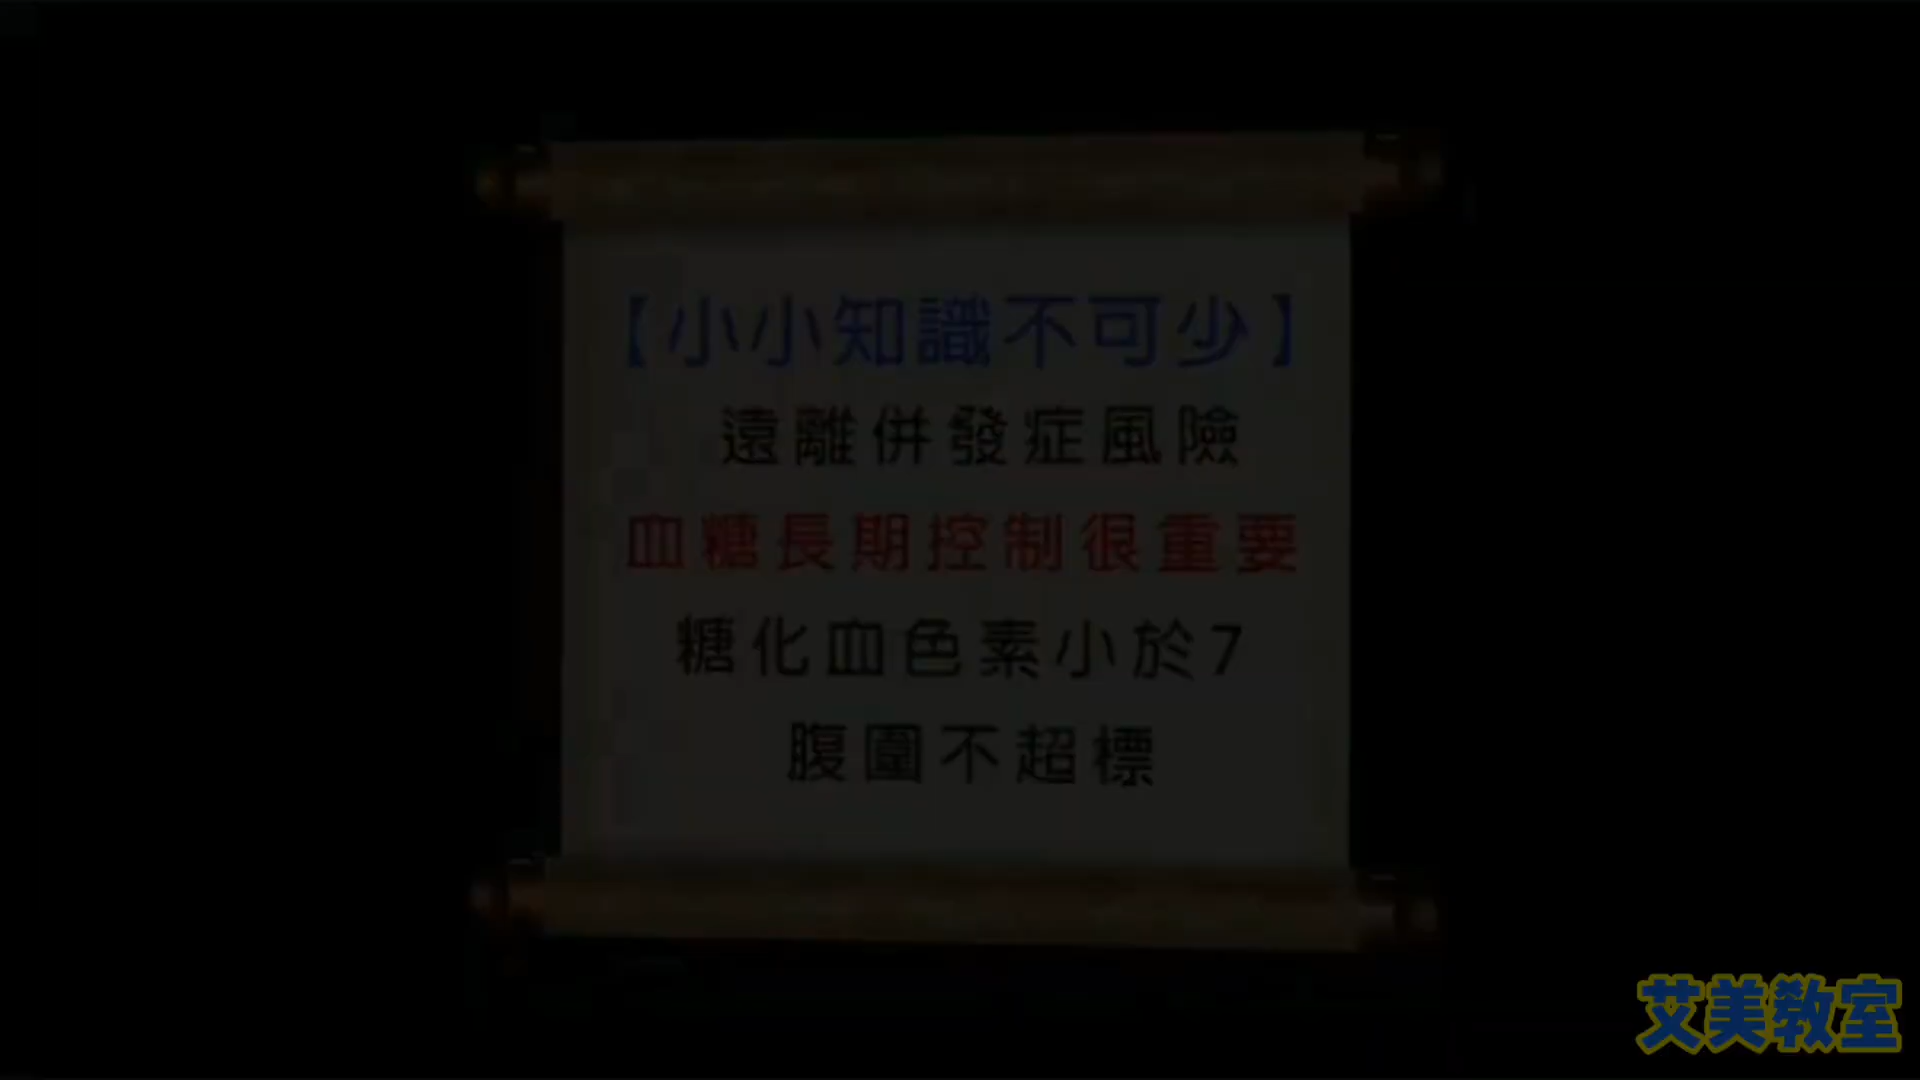 【小小知識不可少】
遠離併發症風險
血糖長期控制很重要
糖化血色素小於7
腹圍不超標
艾美教室